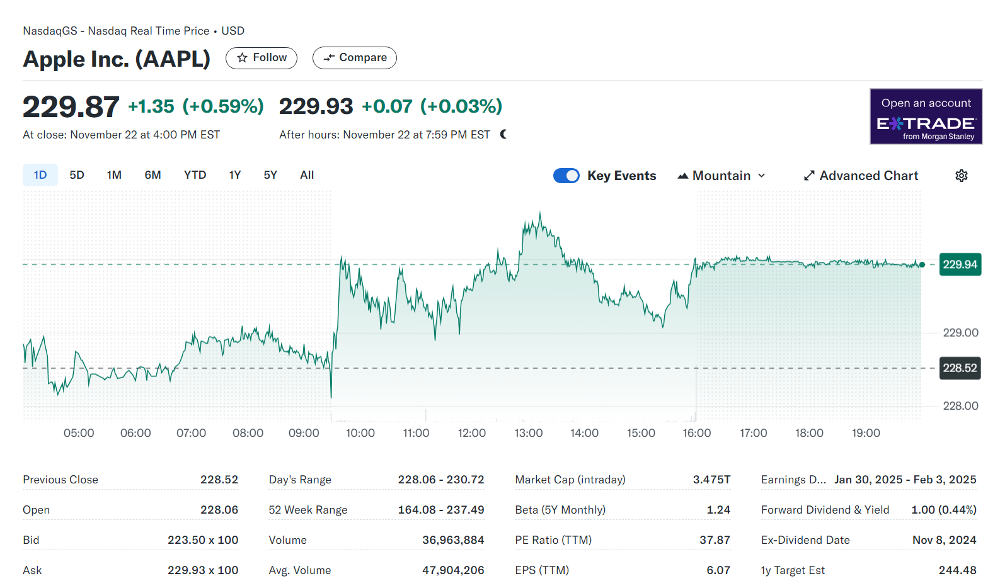 NasdaqGS - Nasdaq Real Time Price • USD
Apple Inc. (AAPL) Follow Compare
229.87 +1.35 (+0.59%) 229.93 +0.07 (+0.03%)
At close: November 22 at 4:00 PM EST After hours: November 22 at 7:59 PM EST
Open an account
E*TRADE
from Morgan Stanley
1D 5D 1M 6M YTD 1Y 5Y All Key Events Mountain Advanced Chart
229.94
229.00
228.52
228.00
05:00 06:00 07:00 08:00 09:00 10:00 11:00 12:00 13:00 14:00 15:00 16:00 17:00 18:00 19:00
Previous Close 228.52 Day's Range 228.06 - 230.72 Market Cap (intraday) 3.475T Earnings D... Jan 30, 2025 - Feb 3, 2025
Open 228.06 52 Week Range 164.08 - 237.49 Beta (5Y Monthly) 1.24 Forward Dividend & Yield 1.00 (0.44%)
Bid 223.50 x 100 Volume 36,963,884 PE Ratio (TTM) 37.87 Ex-Dividend Date Nov 8, 2024
Ask 229.93 x 100 Avg. Volume 47,904,206 EPS (TTM) 6.07 1y Target Est 244.48